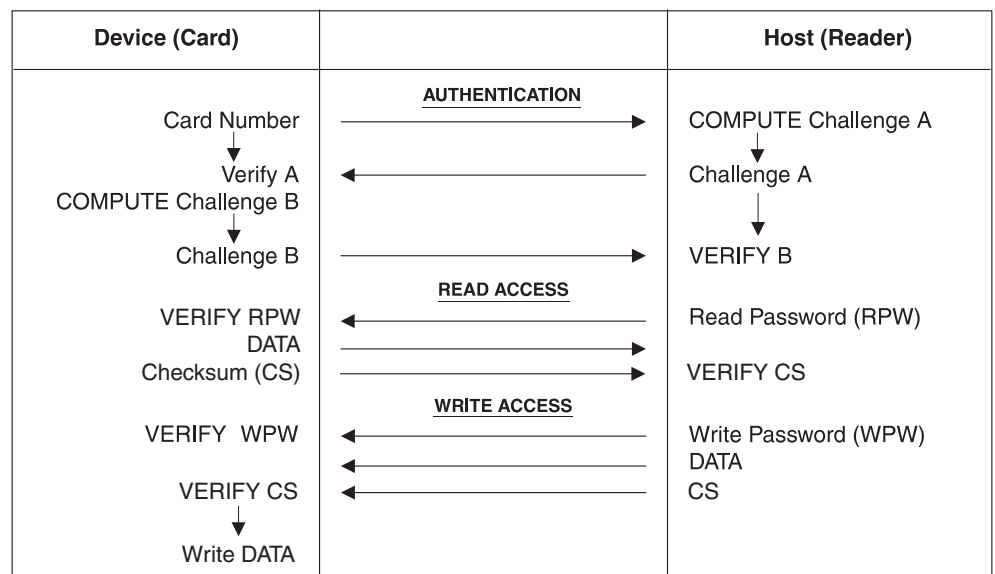 Device (Card) Host (Reader)
AUTHENTICATION
Card Number COMPUTE Challenge A
Verify A Challenge A
COMPUTE Challenge B
Challenge B VERIFY B
READ ACCESS
VERIFY RPW Read Password (RPW)
DATA
Checksum (CS) VERIFY CS
WRITE ACCESS
VERIFY WPW Write Password (WPW)
DATA
VERIFY CS CS
Write DATA